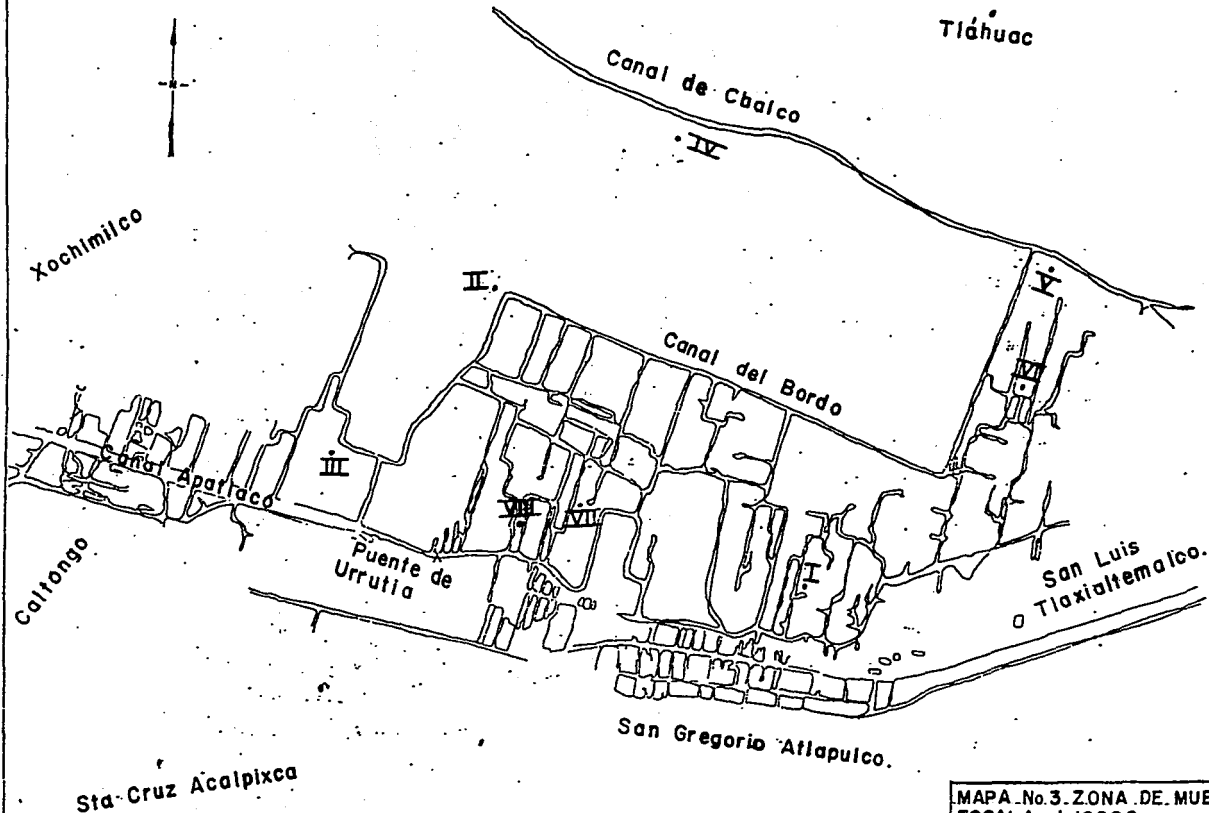 Tláhuac
-N-
Canal de Chalco
IV
Xochimilco
II
V
Canal del Bordo
VI
Canal Apatlaco
III
VIII
VII
Puente de
Urrutia
I
San Luis
Tlaxialtemalco.
Caltongo
San Gregorio Atlapulco.
Sta Cruz Acalpixca
MAPA No.3.ZONA DE MUE